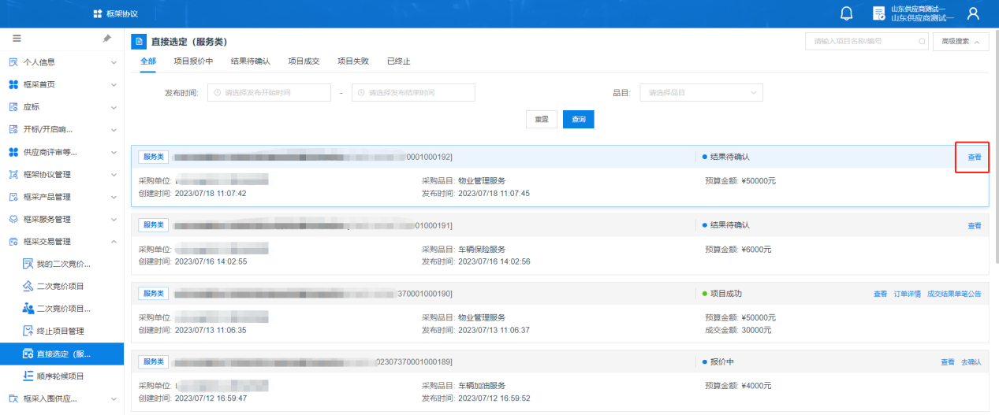 框架协议
山东供应商测试一
山东供应商测试一
个人信息
框采首页
应标
开标/开启响...
供应商评审等...
框架协议管理
框采产品管理
框采服务管理
框采交易管理
我的二次竞价...
二次竞价项目
二次竞价项目...
终止项目管理
直接选定（服...
顺序轮候项目
框采入围供应...
直接选定（服务类）
请输入项目名称/编号
高级搜索
全部 项目报价中 结果待确认 项目成交 项目失败 已终止
发布时间: 请选择发布开始时间 - 请选择发布结束时间 品目: 请选择品目
重置 查询
服务类 0001000192] 结果待确认 查看
采购单位: 采购品目: 物业管理服务 预算金额: ¥50000元
创建时间: 2023/07/18 11:07:42 发布时间: 2023/07/18 11:07:45
服务类 01000191] 结果待确认 查看
采购单位: 采购品目: 车辆保险服务 预算金额: ¥6000元
创建时间: 2023/07/16 14:02:55 发布时间: 2023/07/16 14:02:56
服务类 370001000190] 项目成功 查看 订单详情 成交结果单笔公告
采购单位: 采购品目: 物业管理服务 预算金额: ¥50000元
创建时间: 2023/07/13 11:06:35 发布时间: 2023/07/13 11:06:37 成交金额: 30000元
服务类 02307370001000189] 报价中 查看 去确认
采购单位: 采购品目: 车辆加油服务 预算金额: ¥4000元
创建时间: 2023/07/12 16:59:47 发布时间: 2023/07/12 16:59:52